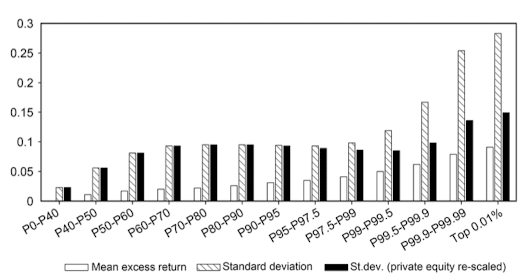 0.3
0.25
0.2
0.15
0.1
0.05
0
P0-P40
P40-P50
P50-P60
P60-P70
P70-P80
P80-P90
P90-P95
P95-P97.5
P97.5-P99
P99-P99.5
P99.5-P99.9
P99.9-P99.99
Top 0.01%
Mean excess return Standard deviation St.dev. (private equity re-scaled)